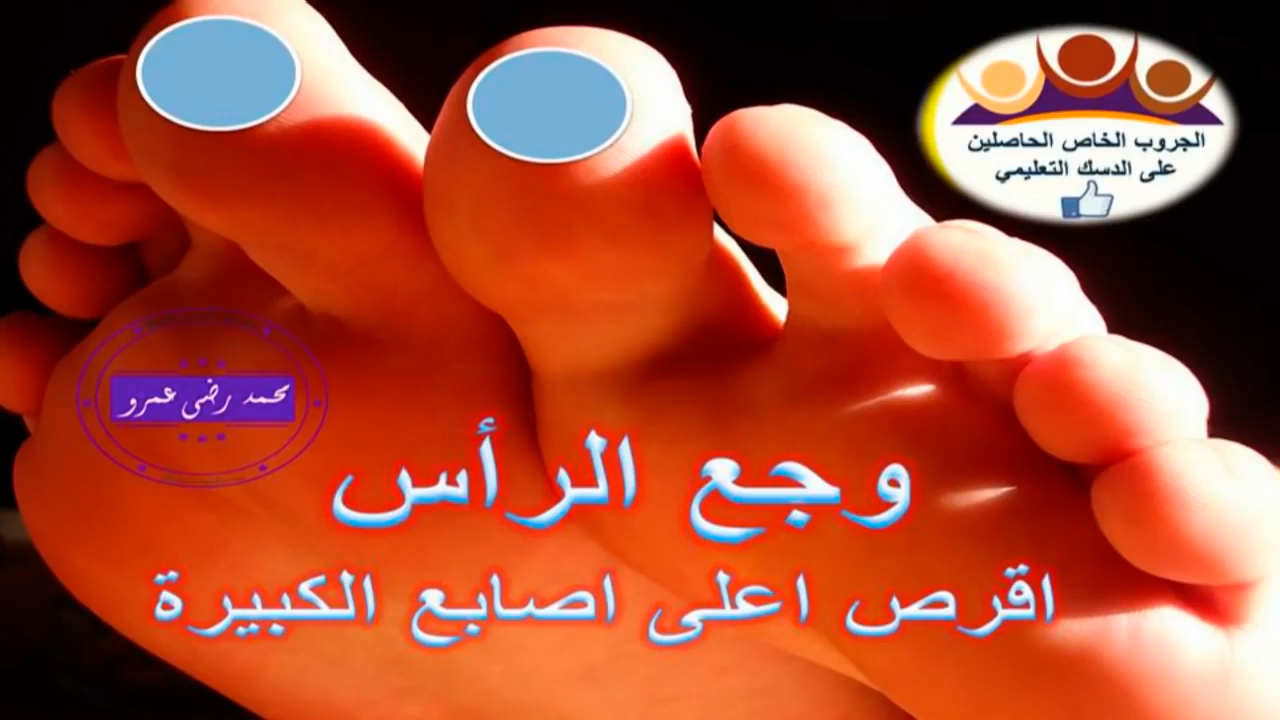 الجروب الخاص الحاصلين
على الدسك التعليمي
محمد رضى عمرو
وجع الرأس
اقرص اعلى اصابع الكبيرة